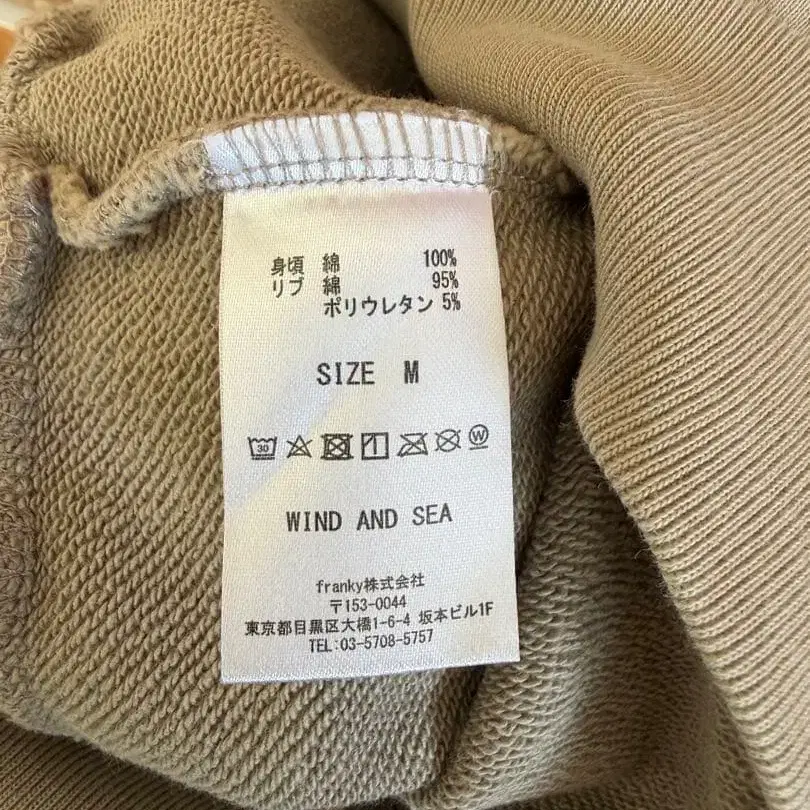 身頃 綿 100%
リブ 綿 95%
ポリウレタン 5%
SIZE M
30
W
WIND AND SEA
franky株式会社
〒153-0044
東京都目黒区大橋1-6-4 坂本ビル1F
TEL:03-5708-5757